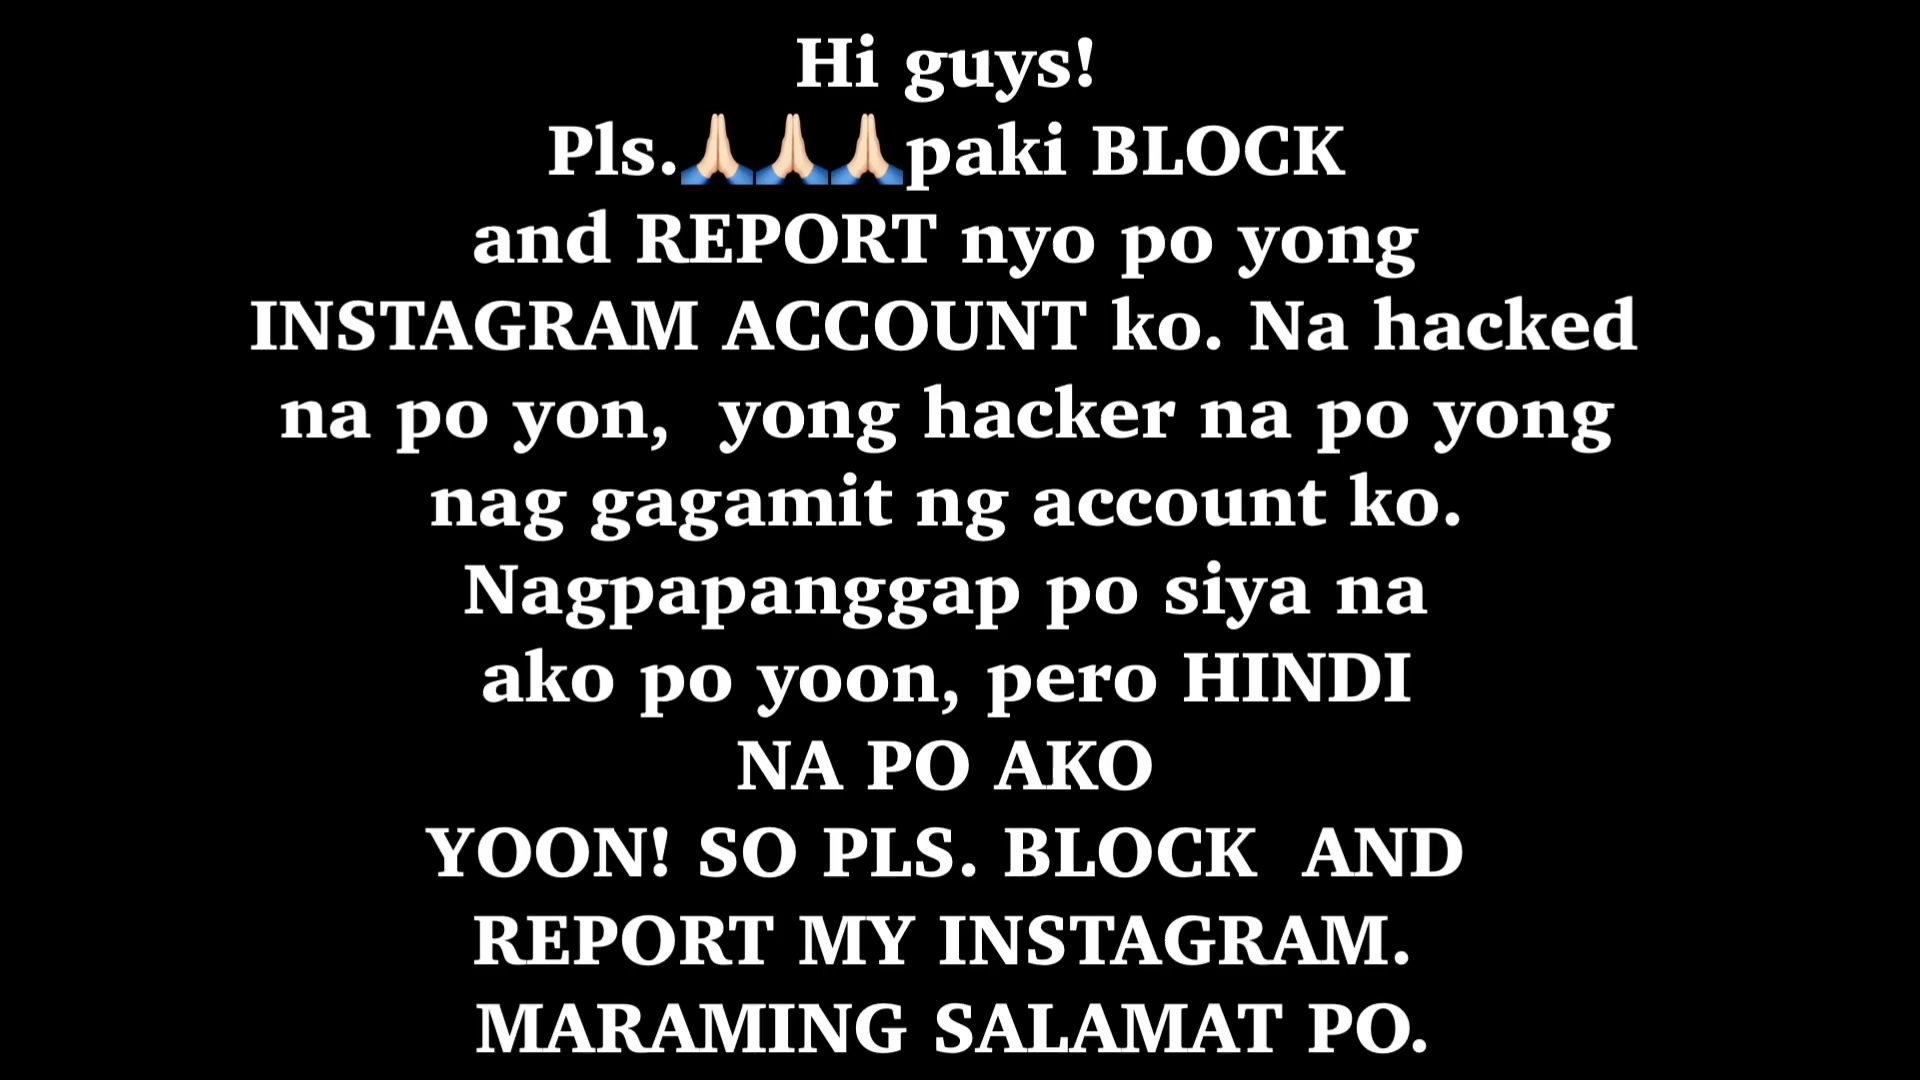 Hi guys!
Pls.🙏🏻🙏🏻🙏🏻paki BLOCK
and REPORT nyo po yong
INSTAGRAM ACCOUNT ko. Na hacked
na po yon,  yong hacker na po yong
nag gagamit ng account ko.
Nagpapanggap po siya na
ako po yoon, pero HINDI
NA PO AKO
YOON! SO PLS. BLOCK  AND
REPORT MY INSTAGRAM.
MARAMING SALAMAT PO.